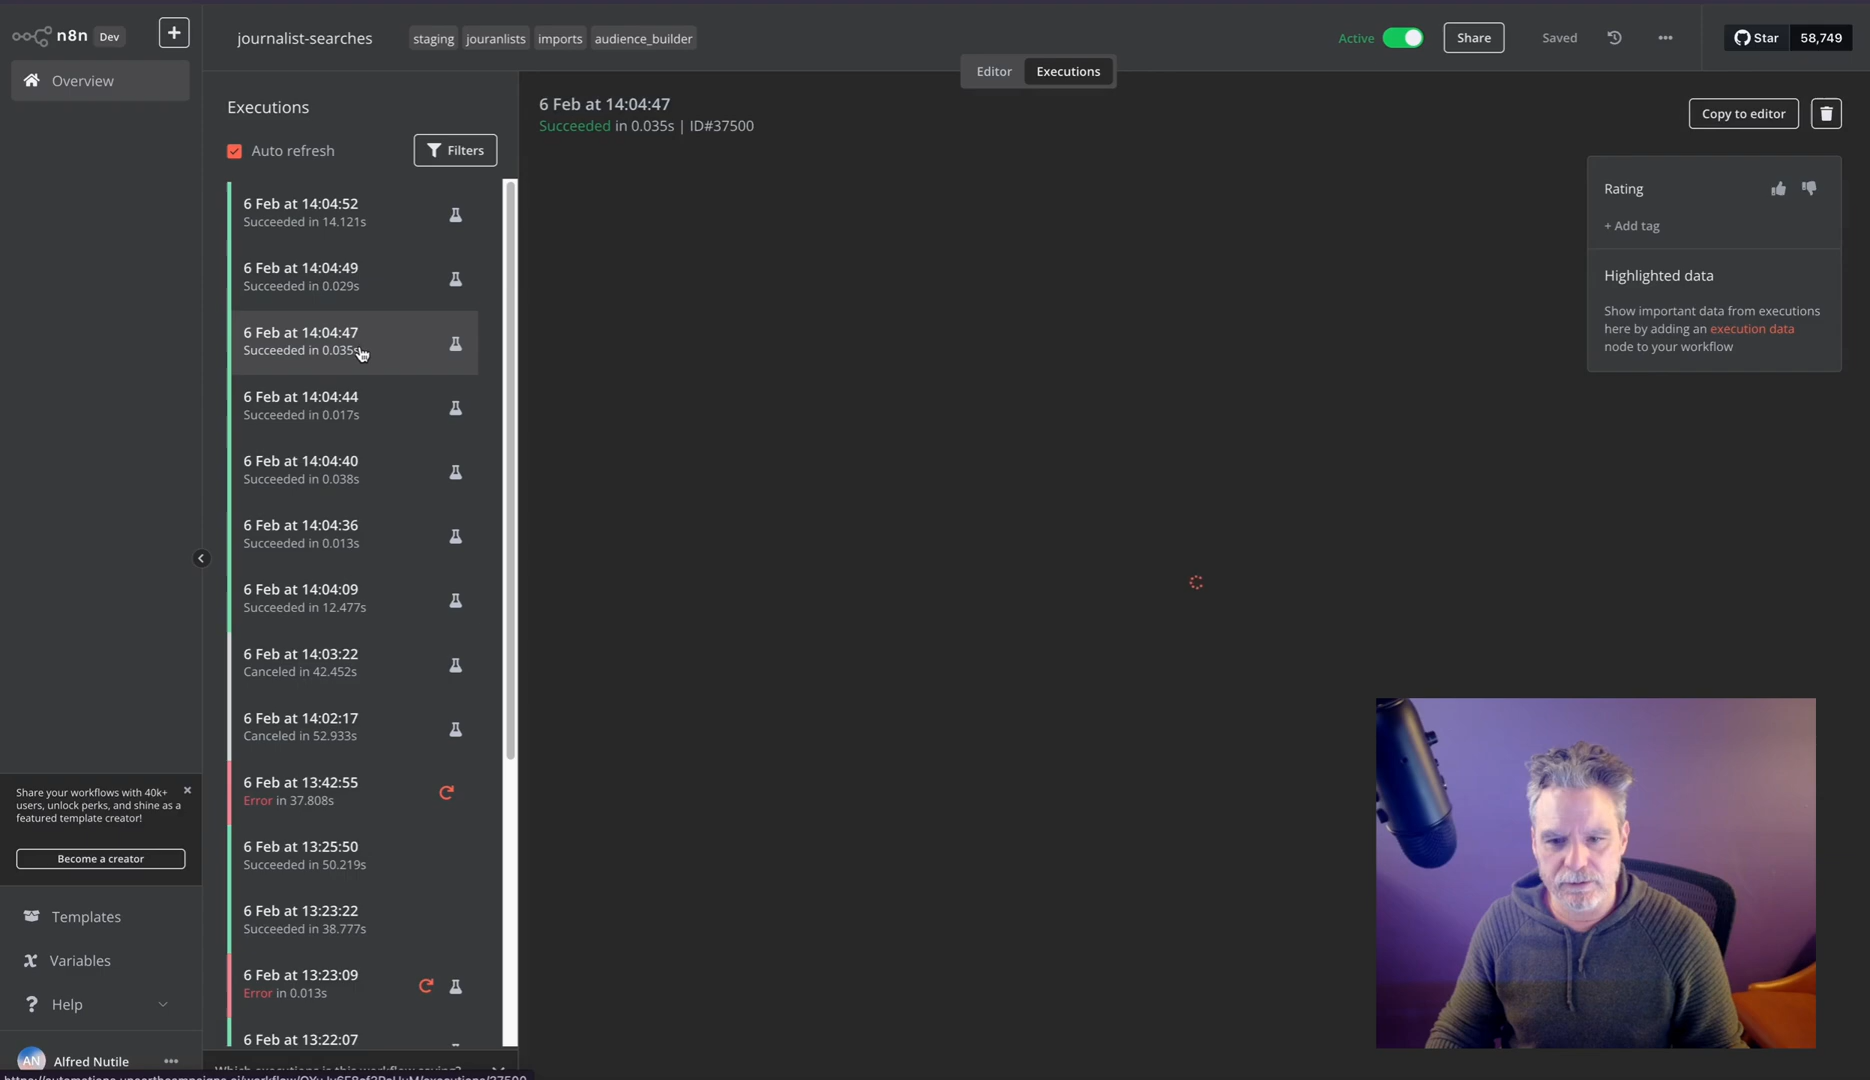 n8n Dev
+
Overview
journalist-searches
staging jouranlists imports audience_builder
Active
Share
Saved
Star 58,749
Editor Executions
Executions
Auto refresh
Filters
6 Feb at 14:04:52
Succeeded in 14.121s
6 Feb at 14:04:49
Succeeded in 0.029s
6 Feb at 14:04:47
Succeeded in 0.035s
6 Feb at 14:04:44
Succeeded in 0.017s
6 Feb at 14:04:40
Succeeded in 0.038s
6 Feb at 14:04:36
Succeeded in 0.013s
6 Feb at 14:04:09
Succeeded in 12.477s
6 Feb at 14:03:22
Canceled in 42.452s
6 Feb at 14:02:17
Canceled in 52.933s
6 Feb at 13:42:55
Error in 37.808s
6 Feb at 13:25:50
Succeeded in 50.219s
6 Feb at 13:23:22
Succeeded in 38.777s
6 Feb at 13:23:09
Error in 0.013s
6 Feb at 13:22:07
6 Feb at 14:04:47
Succeeded in 0.035s | ID#37500
Copy to editor
Rating
+ Add tag
Highlighted data
Show important data from executions
here by adding an execution data
node to your workflow
Share your workflows with 40k+
users, unlock perks, and shine as a
featured template creator!
Become a creator
Templates
Variables
Help
AN Alfred Nutile